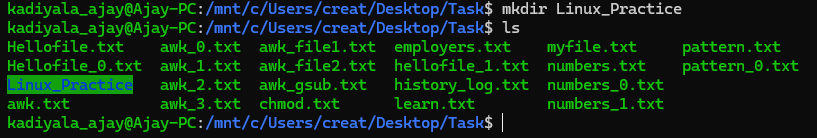 kadiyala_ajay@Ajay-PC:/mnt/c/Users/creat/Desktop/Task$ mkdir Linux_Practice
kadiyala_ajay@Ajay-PC:/mnt/c/Users/creat/Desktop/Task$ ls
Hellofile.txt awk_0.txt awk_file1.txt employers.txt myfile.txt pattern.txt
Hellofile_0.txt awk_1.txt awk_file2.txt hellofile_1.txt numbers.txt pattern_0.txt
Linux_Practice awk_2.txt awk_gsub.txt history_log.txt numbers_0.txt
awk.txt awk_3.txt chmod.txt learn.txt numbers_1.txt
kadiyala_ajay@Ajay-PC:/mnt/c/Users/creat/Desktop/Task$